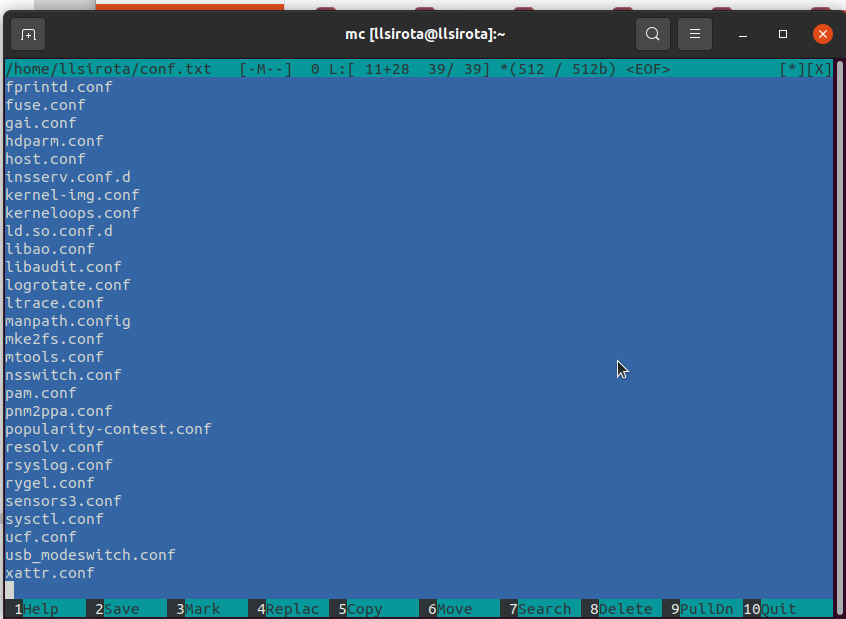 mc [llsirota@llsirota]:~
/home/llsirota/conf.txt [-M--] 0 L:[ 11+28 39/ 39] *(512 / 512b) <EOF> [*][X]
fprintd.conf
fuse.conf
gai.conf
hdparm.conf
host.conf
insserv.conf.d
kernel-img.conf
kerneloops.conf
ld.so.conf.d
libao.conf
libaudit.conf
logrotate.conf
ltrace.conf
manpath.config
mke2fs.conf
mtools.conf
nsswitch.conf
pam.conf
pnm2ppa.conf
popularity-contest.conf
resolv.conf
rsyslog.conf
rygel.conf
sensors3.conf
sysctl.conf
ucf.conf
usb_modeswitch.conf
xattr.conf
1Help 2Save 3Mark 4Replac 5Copy 6Move 7Search 8Delete 9PullDn 10Quit